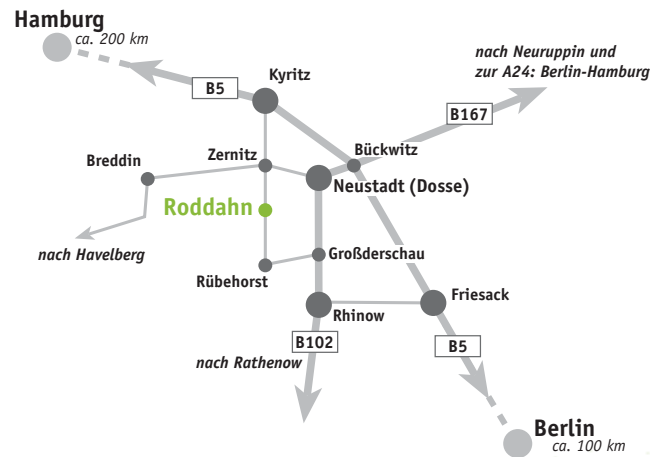 Hamburg
ca. 200 km
nach Neuruppin und
zur A24: Berlin-Hamburg
Kyritz
B5
B167
Bückwitz
Zernitz
Breddin
Neustadt (Dosse)
Roddahn
nach Havelberg
Großderschau
Rübehorst
Friesack
Rhinow
B102
B5
nach Rathenow
Berlin
ca. 100 km